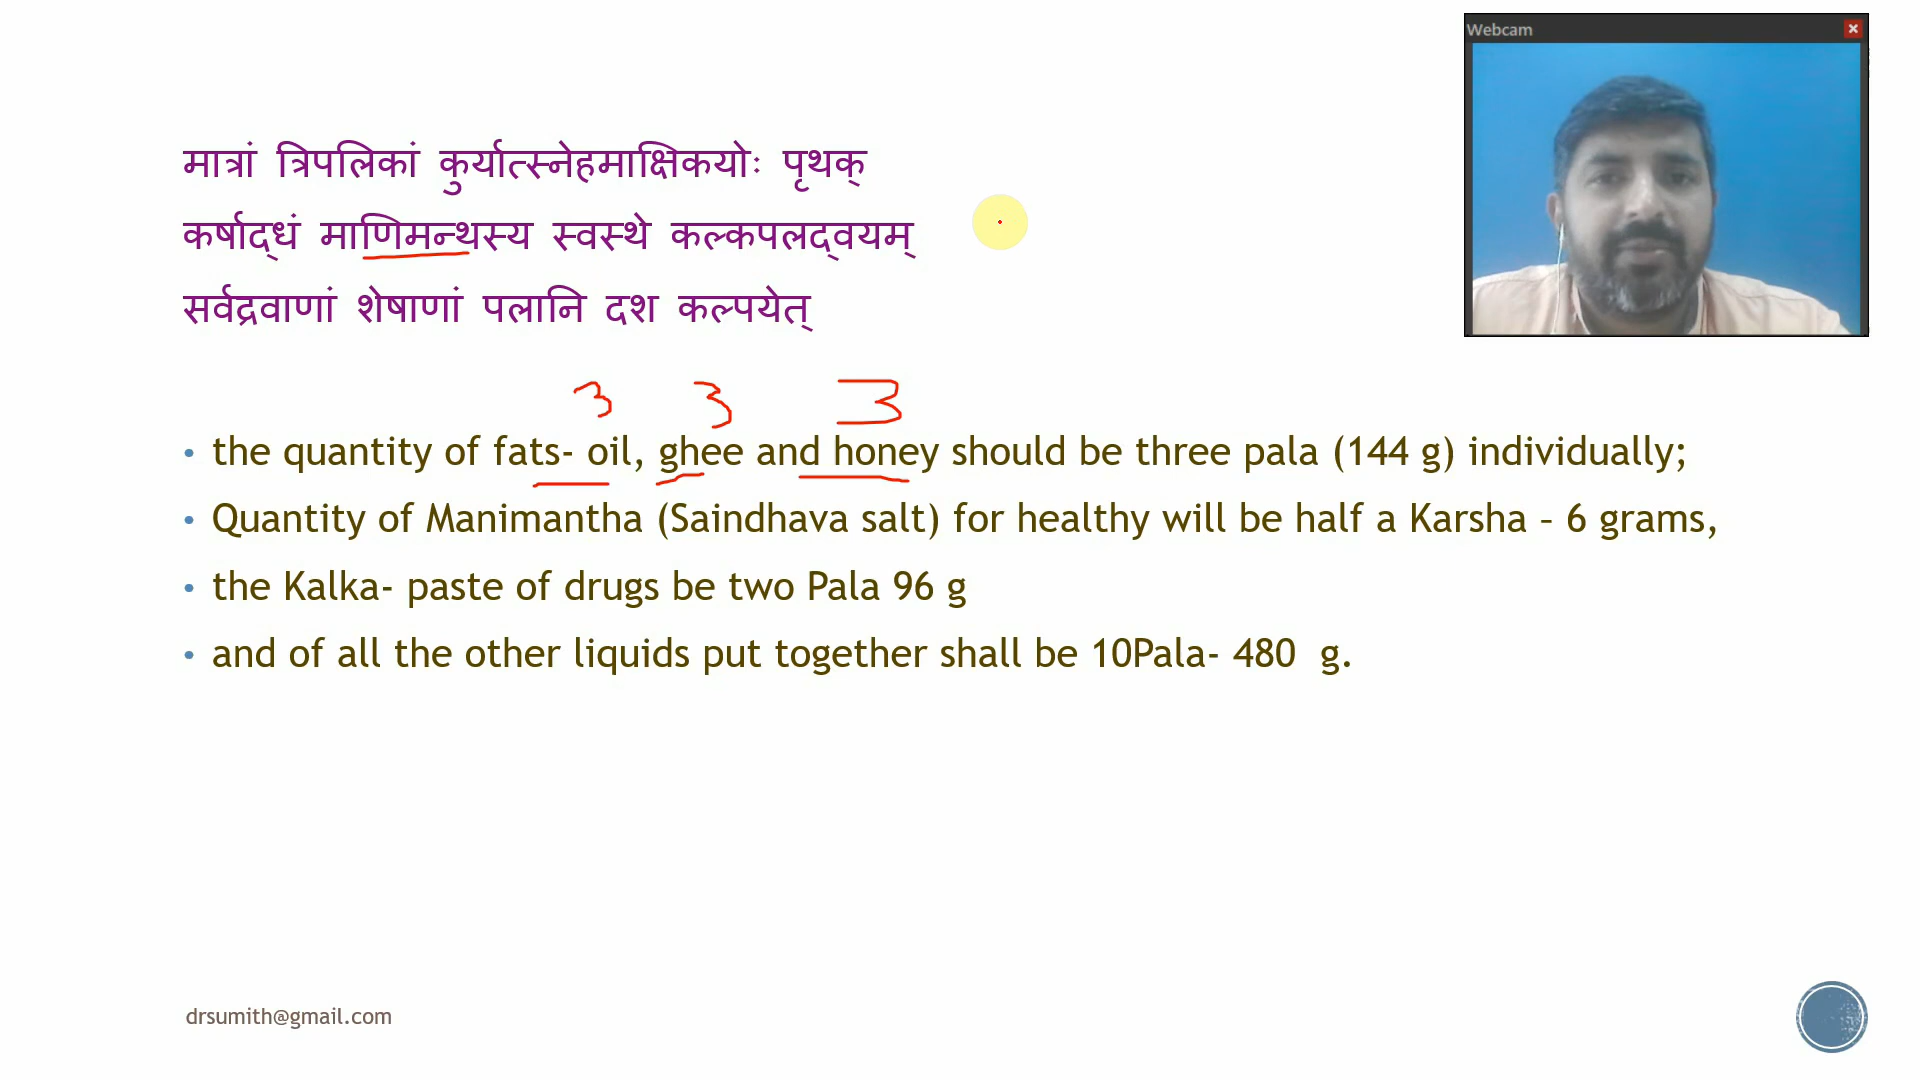 Webcam
मात्रां त्रिपलिकां कुर्यात्स्नेहमाक्षिकयोः पृथक्
कर्षाद्धं माणिमन्थस्य स्वस्थे कल्कपलद्वयम्
सर्वद्रवाणां शेषाणां पलानि दश कल्पयेत्
3 3 3
• the quantity of fats- oil, ghee and honey should be three pala (144 g) individually;
• Quantity of Manimantha (Saindhava salt) for healthy will be half a Karsha – 6 grams,
• the Kalka- paste of drugs be two Pala 96 g
• and of all the other liquids put together shall be 10Pala- 480 g.
drsumith@gmail.com